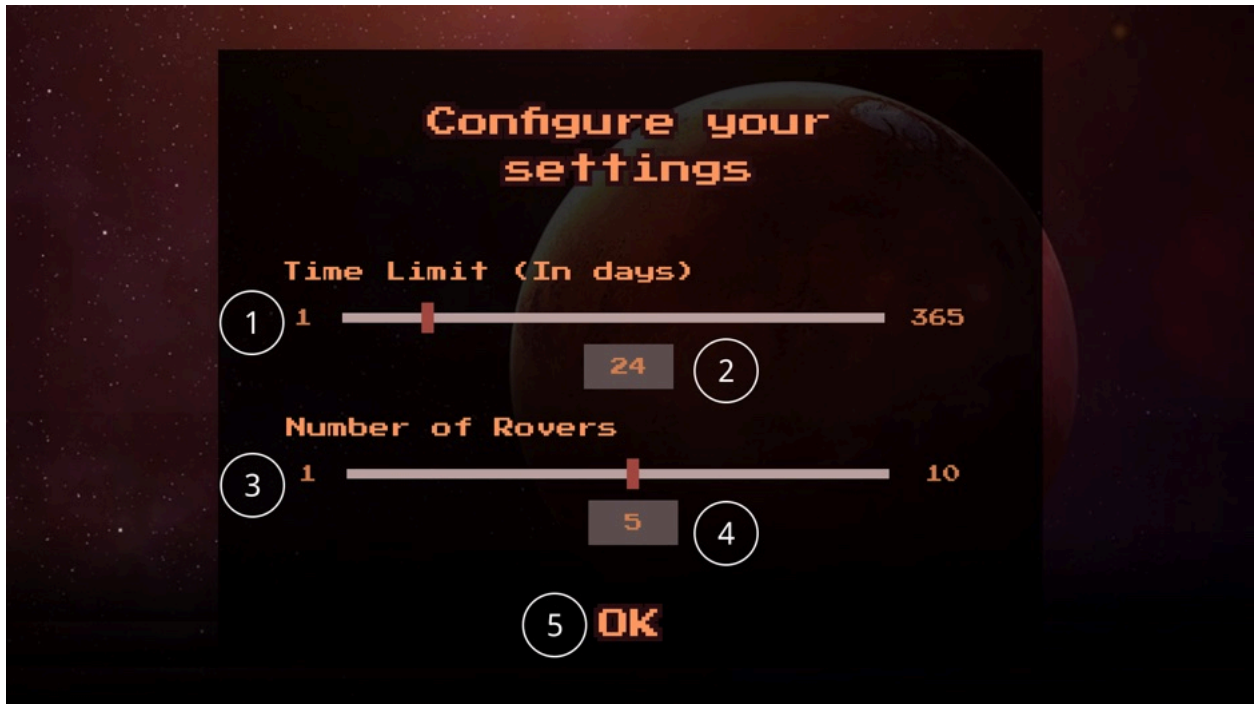 Configure your
settings
Time Limit (In days)
1 1 365
24 2
Number of Rovers
3 1 10
5 4
5 OK